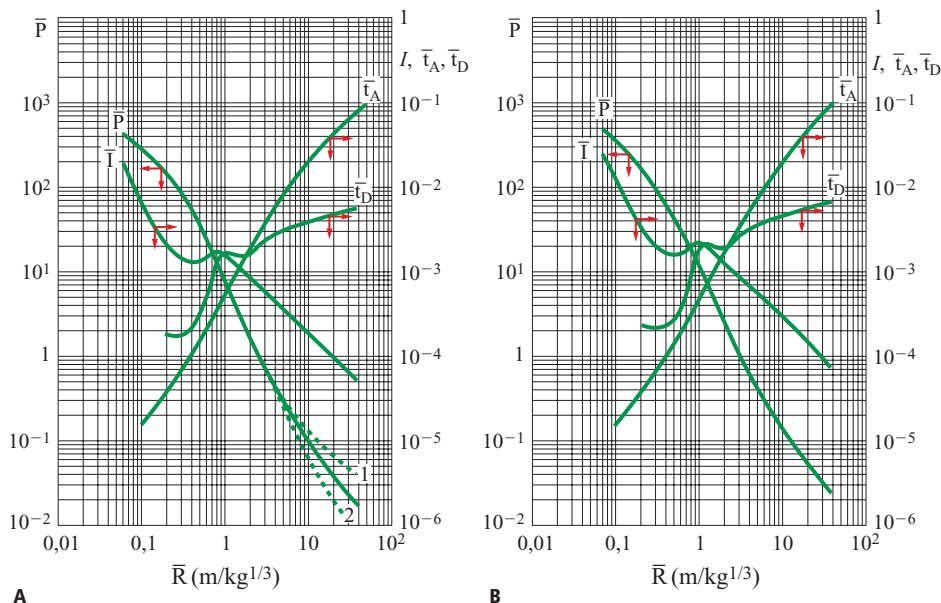 P̅
1
I, t̅A, t̅D
10³
10²
10¹
1
10⁻¹
10⁻²
10⁻¹
10⁻²
10⁻³
10⁻⁴
10⁻⁵
10⁻⁶
P̅
I̅
t̅A
t̅D
1
2
0,01
0,1
1
10
10²
R̅ (m/kg1/3)
A
P̅
1
I, t̅A, t̅D
10³
10²
10¹
1
10⁻¹
10⁻²
10⁻¹
10⁻²
10⁻³
10⁻⁴
10⁻⁵
10⁻⁶
P̅
I̅
t̅A
t̅D
0,01
0,1
1
10
10²
R̅ (m/kg1/3)
B